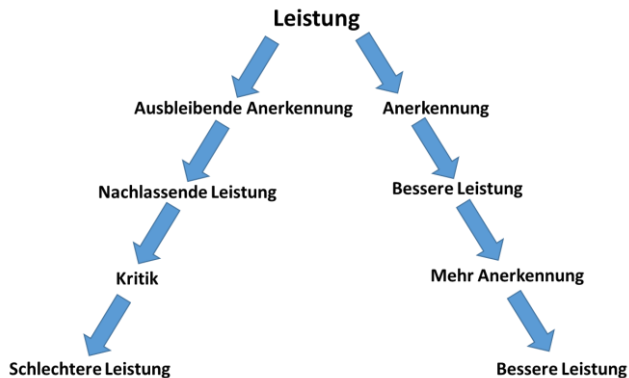 Leistung
Ausbleibende Anerkennung
Anerkennung
Nachlassende Leistung
Bessere Leistung
Kritik
Mehr Anerkennung
Schlechtere Leistung
Bessere Leistung